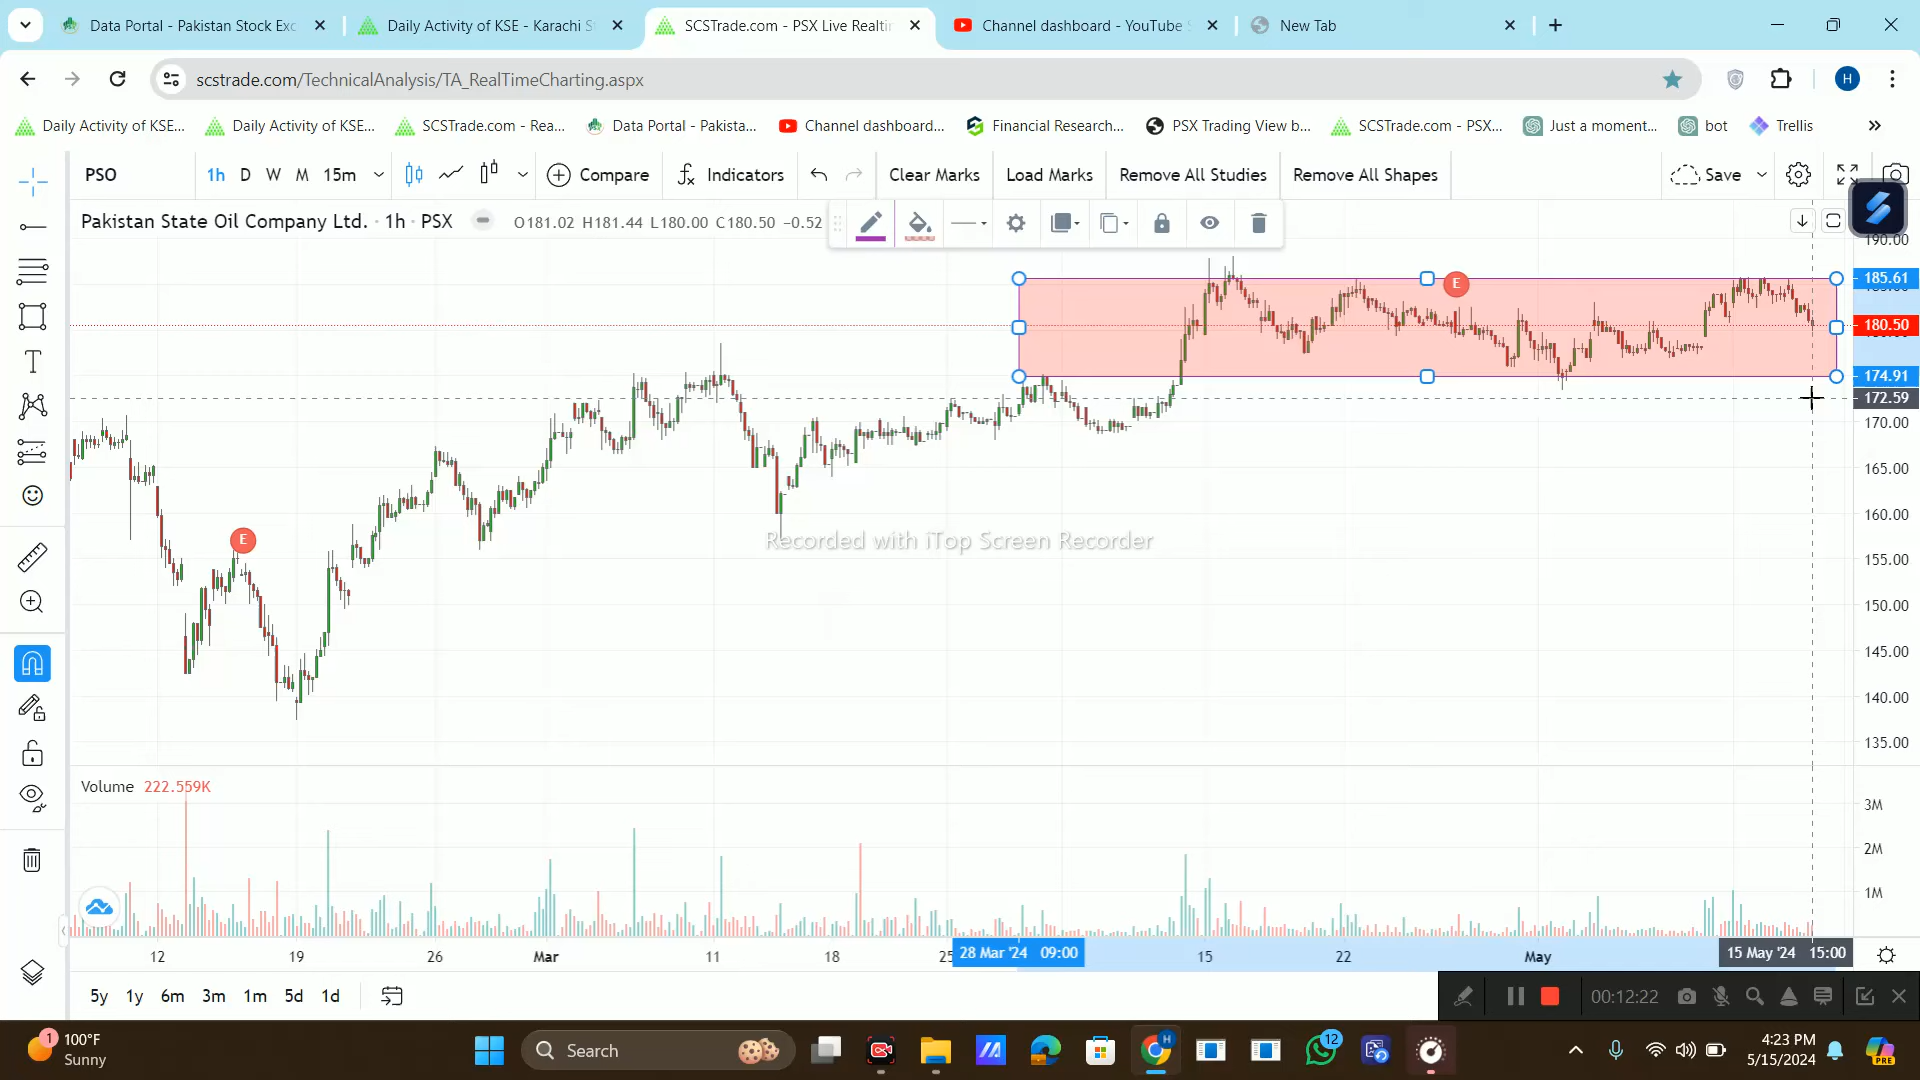 Data Portal - Pakistan Stock Exc
Daily Activity of KSE - Karachi St
SCSTrade.com - PSX Live Realtim
Channel dashboard - YouTube S
New Tab
scstrade.com/TechnicalAnalysis/TA_RealTimeCharting.aspx
H
Daily Activity of KSE...
Daily Activity of KSE...
SCSTrade.com - Rea...
Data Portal - Pakista...
Channel dashboard...
Financial Research...
PSX Trading View b...
SCSTrade.com - PSX...
Just a moment...
bot
Trellis
PSO 1h D W M 15m Compare Indicators Clear Marks Load Marks Remove All Studies Remove All Shapes Save
Pakistan State Oil Company Ltd. · 1h · PSX O181.02 H181.44 L180.00 C180.50 −0.52
190.00
185.61
180.50
174.91
172.59
170.00
165.00
160.00
155.00
150.00
145.00
140.00
135.00
E
E
Recorded with iTop Screen Recorder
Volume 222.559K
3M
2M
1M
12 19 26 Mar 11 18 25 28 Mar '24 09:00 15 22 May 15 May '24 15:00
5y 1y 6m 3m 1m 5d 1d
00:12:22
1
100°F
Sunny
Search
H
12
4:23 PM
5/15/2024
PRE